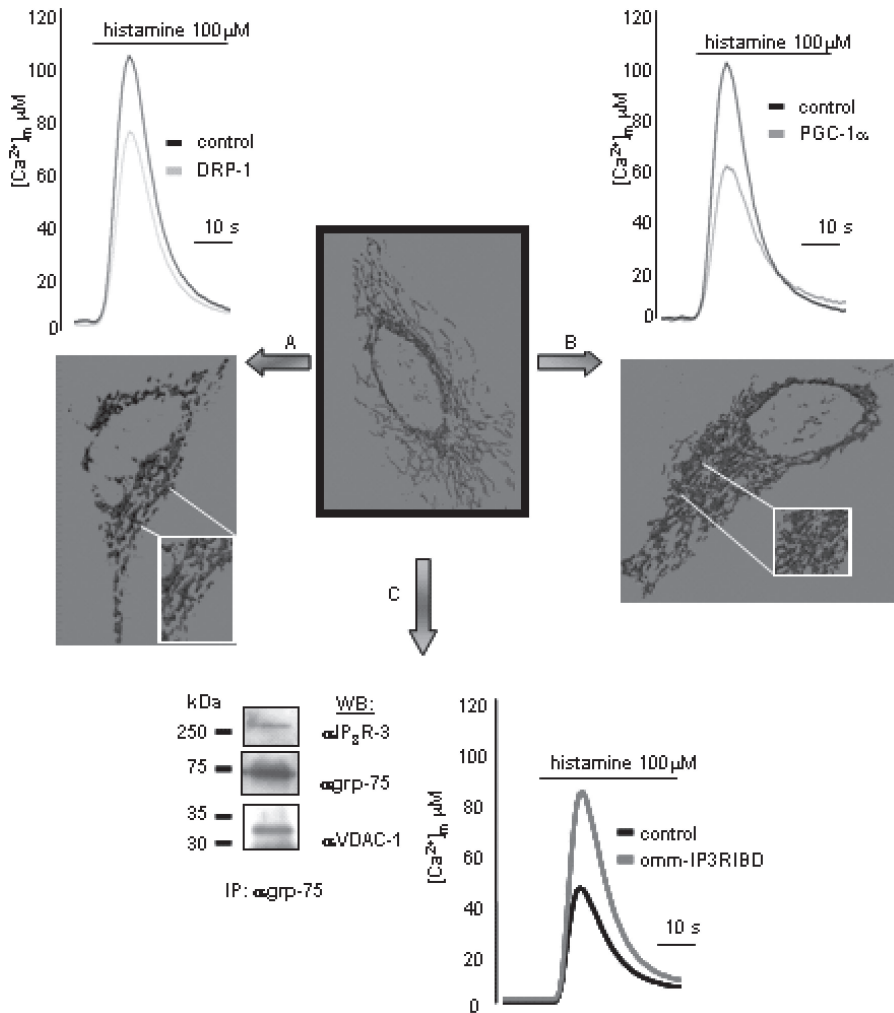 120
100
80
60
40
20
0
[Ca²⁺]ₘ µM
histamine 100µM
control
DRP-1
10 s
120
100
80
60
40
20
0
[Ca²⁺]ₘ µM
histamine 100µM
control
PGC-1α
10 s
A
B
C
kDa
250
75
35
30
WB:
αIP₃R-3
αgrp-75
αVDAC-1
IP: αgrp-75
120
100
80
60
40
20
0
[Ca²⁺]ₘ µM
histamine 100µM
control
omm-IP3RIBD
10 s